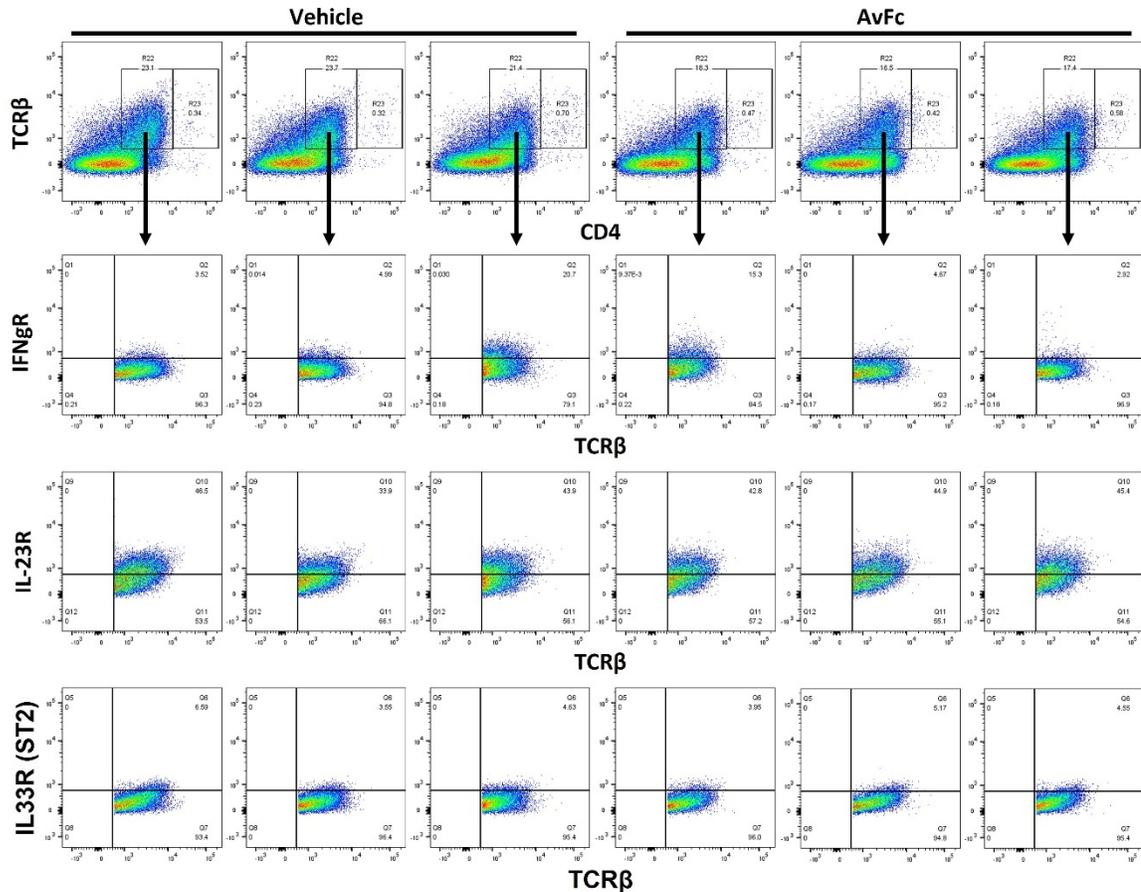 Vehicle AvFc
TCRβ
R22 R22 R22 R22 R22 R22
23.1 23.7 21.4 18.3 16.5 17.4
R23 R23 R23 R23 R23 R23
0.34 0.32 0.70 0.47 0.42 0.58
CD4
IFNgR
Q1 Q2 Q1 Q2 Q1 Q2 Q1 Q2 Q1 Q2 Q1 Q2
0 3.52 0.014 4.99 0.030 20.7 9.37E-3 15.3 0 4.67 0 2.92
Q4 Q3 Q4 Q3 Q4 Q3 Q4 Q3 Q4 Q3 Q4 Q3
0.21 96.3 0.23 94.8 0.18 79.1 0.22 84.5 0.17 95.2 0.18 96.9
TCRβ
IL-23R
Q9 Q10 Q9 Q10 Q9 Q10 Q9 Q10 Q9 Q10 Q9 Q10
0 46.5 0 33.9 0 43.9 0 42.8 0 44.9 0 45.4
Q12 Q11 Q12 Q11 Q12 Q11 Q12 Q11 Q12 Q11 Q12 Q11
0 53.5 0 66.1 0 56.1 0 57.2 0 55.1 0 54.6
TCRβ
IL33R (ST2)
Q5 Q6 Q5 Q6 Q5 Q6 Q5 Q6 Q5 Q6 Q5 Q6
0 6.59 0 3.55 0 4.63 0 3.95 0 5.17 0 4.55
Q8 Q7 Q8 Q7 Q8 Q7 Q8 Q7 Q8 Q7 Q8 Q7
0 93.4 0 96.4 0 95.4 0 96.0 0 94.8 0 95.4
TCRβ